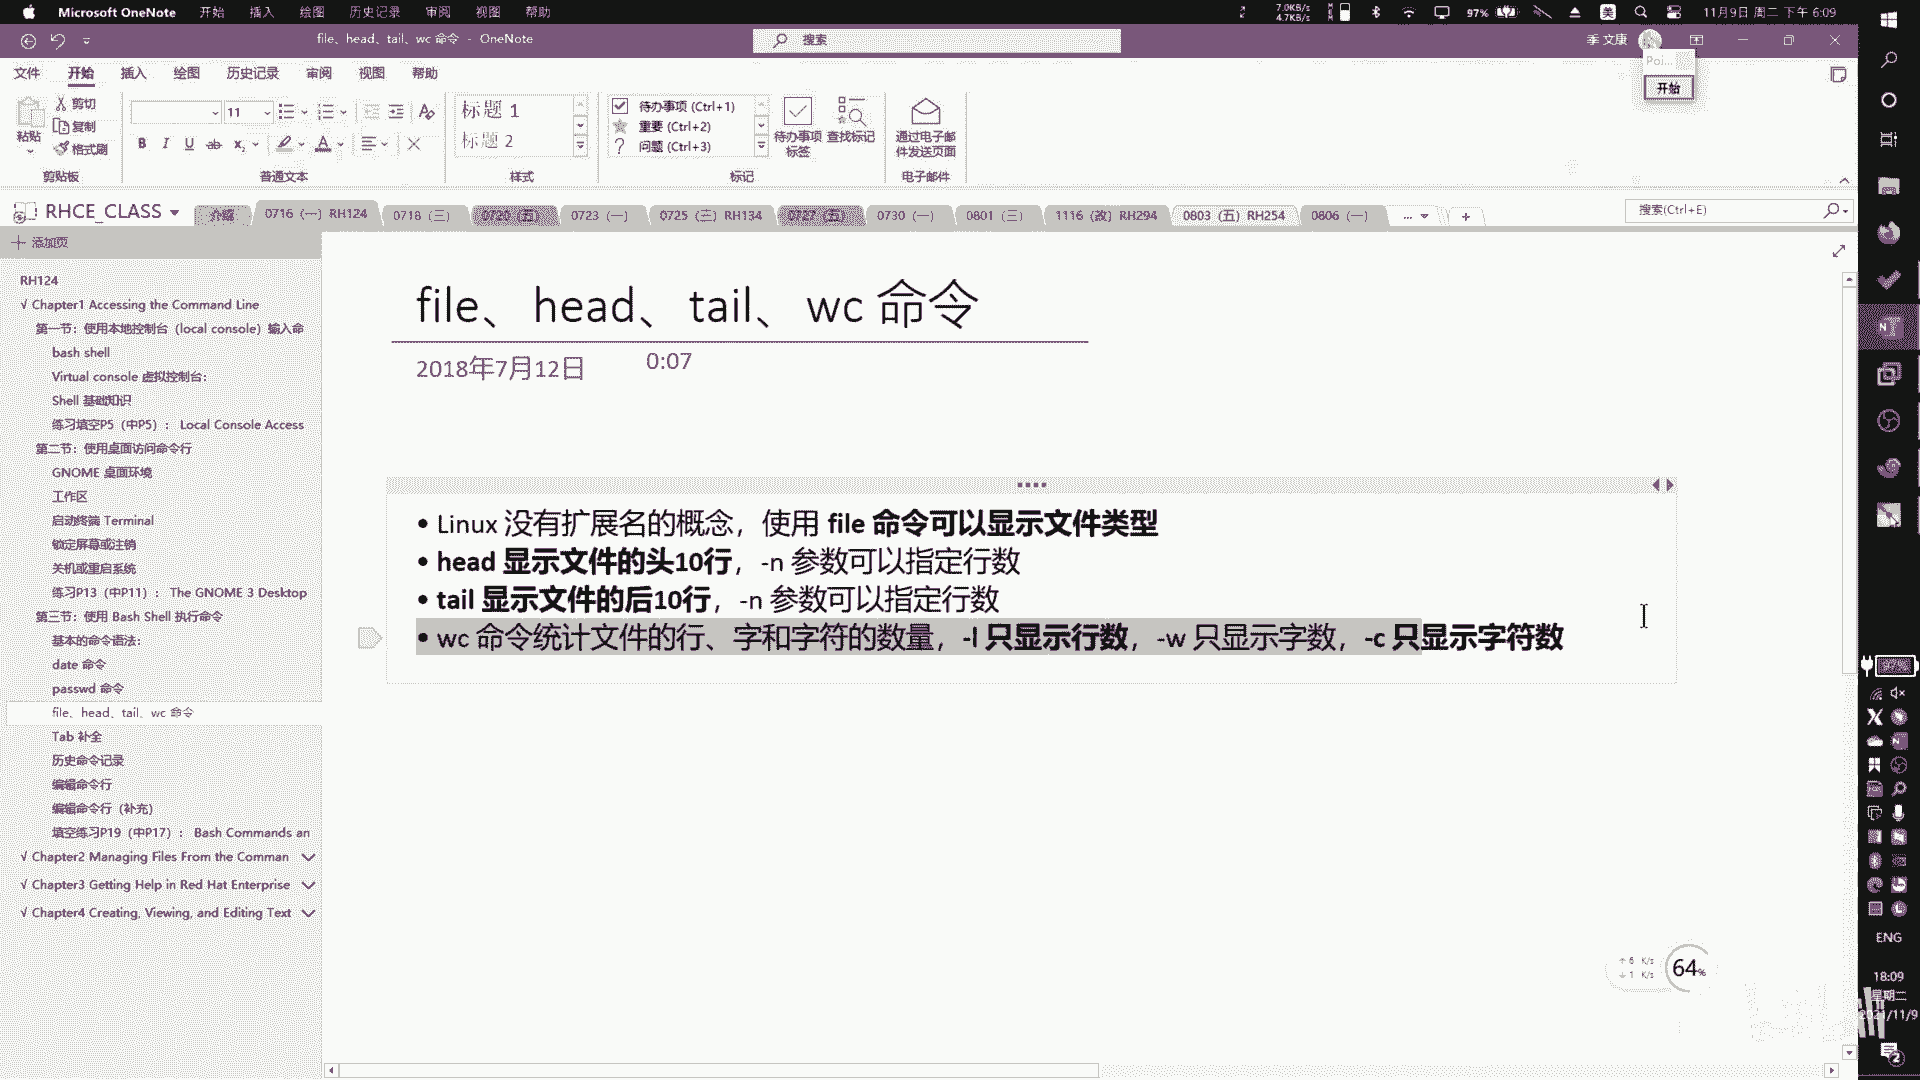 Microsoft OneNote 开始 插入 绘图 历史记录 审阅 视图 帮助
7.0KB/s
4.7KB/s
97%
美
11月9日 周二 下午 6:09
file、head、tail、wc 命令 - OneNote
搜索
季 文康
文件 开始 插入 绘图 历史记录 审阅 视图 帮助
Poi...
开始
粘贴
剪切
复制
格式刷
剪贴板
11
B I U ab x
普通文本
标题 1
标题 2
样式
待办事项 (Ctrl+1)
重要 (Ctrl+2)
问题 (Ctrl+3)
待办事项
标签
查找标记
标记
通过电子邮
件发送页面
电子邮件
RHCE_CLASS
介绍 0716（一）RH124 0718（三） 0720（五） 0723（一） 0725（三）RH134 0727（五） 0730（一） 0801（三） 1116（改）RH294 0803（五）RH254 0806（一） ...
搜索(Ctrl+E)
添加页
RH124
√ Chapter1 Accessing the Command Line
第一节：使用本地控制台（local console）输入命
bash shell
Virtual console 虚拟控制台：
Shell 基础知识
练习填空P5（中P5）： Local Console Access
第二节：使用桌面访问命令行
GNOME 桌面环境
工作区
启动终端 Terminal
锁定屏幕或注销
关机或重启系统
练习P13（中P11）： The GNOME 3 Desktop
第三节：使用 Bash Shell 执行命令
基本的命令语法：
date 命令
passwd 命令
file、head、tail、wc 命令
Tab 补全
历史命令记录
编辑命令行
编辑命令行（补充）
填空练习P19（中P17）： Bash Commands an
√ Chapter2 Managing Files From the Comman
√ Chapter3 Getting Help in Red Hat Enterprise
√ Chapter4 Creating, Viewing, and Editing Text
file、head、tail、wc 命令
2018年7月12日 0:07
• Linux 没有扩展名的概念，使用 file 命令可以显示文件类型
• head 显示文件的头10行，-n 参数可以指定行数
• tail 显示文件的后10行，-n 参数可以指定行数
• wc 命令统计文件的行、字和字符的数量，-l 只显示行数，-w 只显示字数，-c 只显示字符数
↑ 6 K/s
↓ 1 K/s
64%
97%
ENG
18:09
星期二
2021/11/9
2